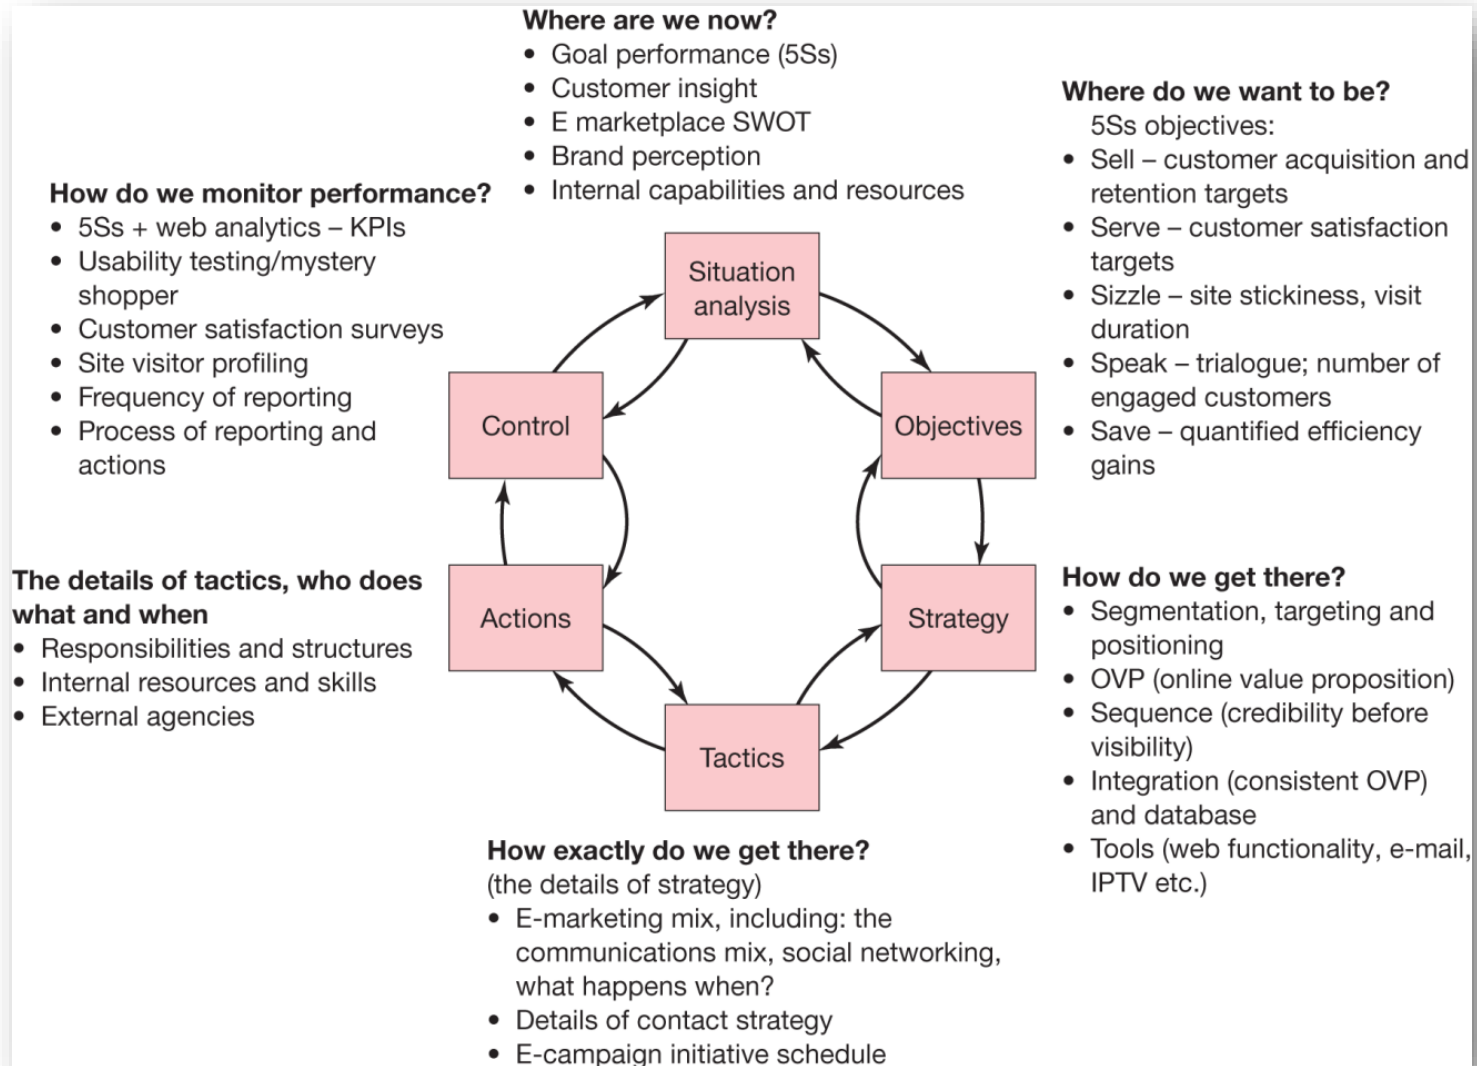 Where are we now?
• Goal performance (5Ss)
• Customer insight
• E marketplace SWOT
• Brand perception
• Internal capabilities and resources
Where do we want to be?
5Ss objectives:
• Sell – customer acquisition and
retention targets
• Serve – customer satisfaction
targets
• Sizzle – site stickiness, visit
duration
• Speak – trialogue; number of
engaged customers
• Save – quantified efficiency
gains
How do we monitor performance?
• 5Ss + web analytics – KPIs
• Usability testing/mystery
shopper
• Customer satisfaction surveys
• Site visitor profiling
• Frequency of reporting
• Process of reporting and
actions
Situation
analysis
Control
Objectives
Actions
Strategy
Tactics
The details of tactics, who does
what and when
• Responsibilities and structures
• Internal resources and skills
• External agencies
How do we get there?
• Segmentation, targeting and
positioning
• OVP (online value proposition)
• Sequence (credibility before
visibility)
• Integration (consistent OVP)
and database
• Tools (web functionality, e-mail,
IPTV etc.)
How exactly do we get there?
(the details of strategy)
• E-marketing mix, including: the
communications mix, social networking,
what happens when?
• Details of contact strategy
• E-campaign initiative schedule